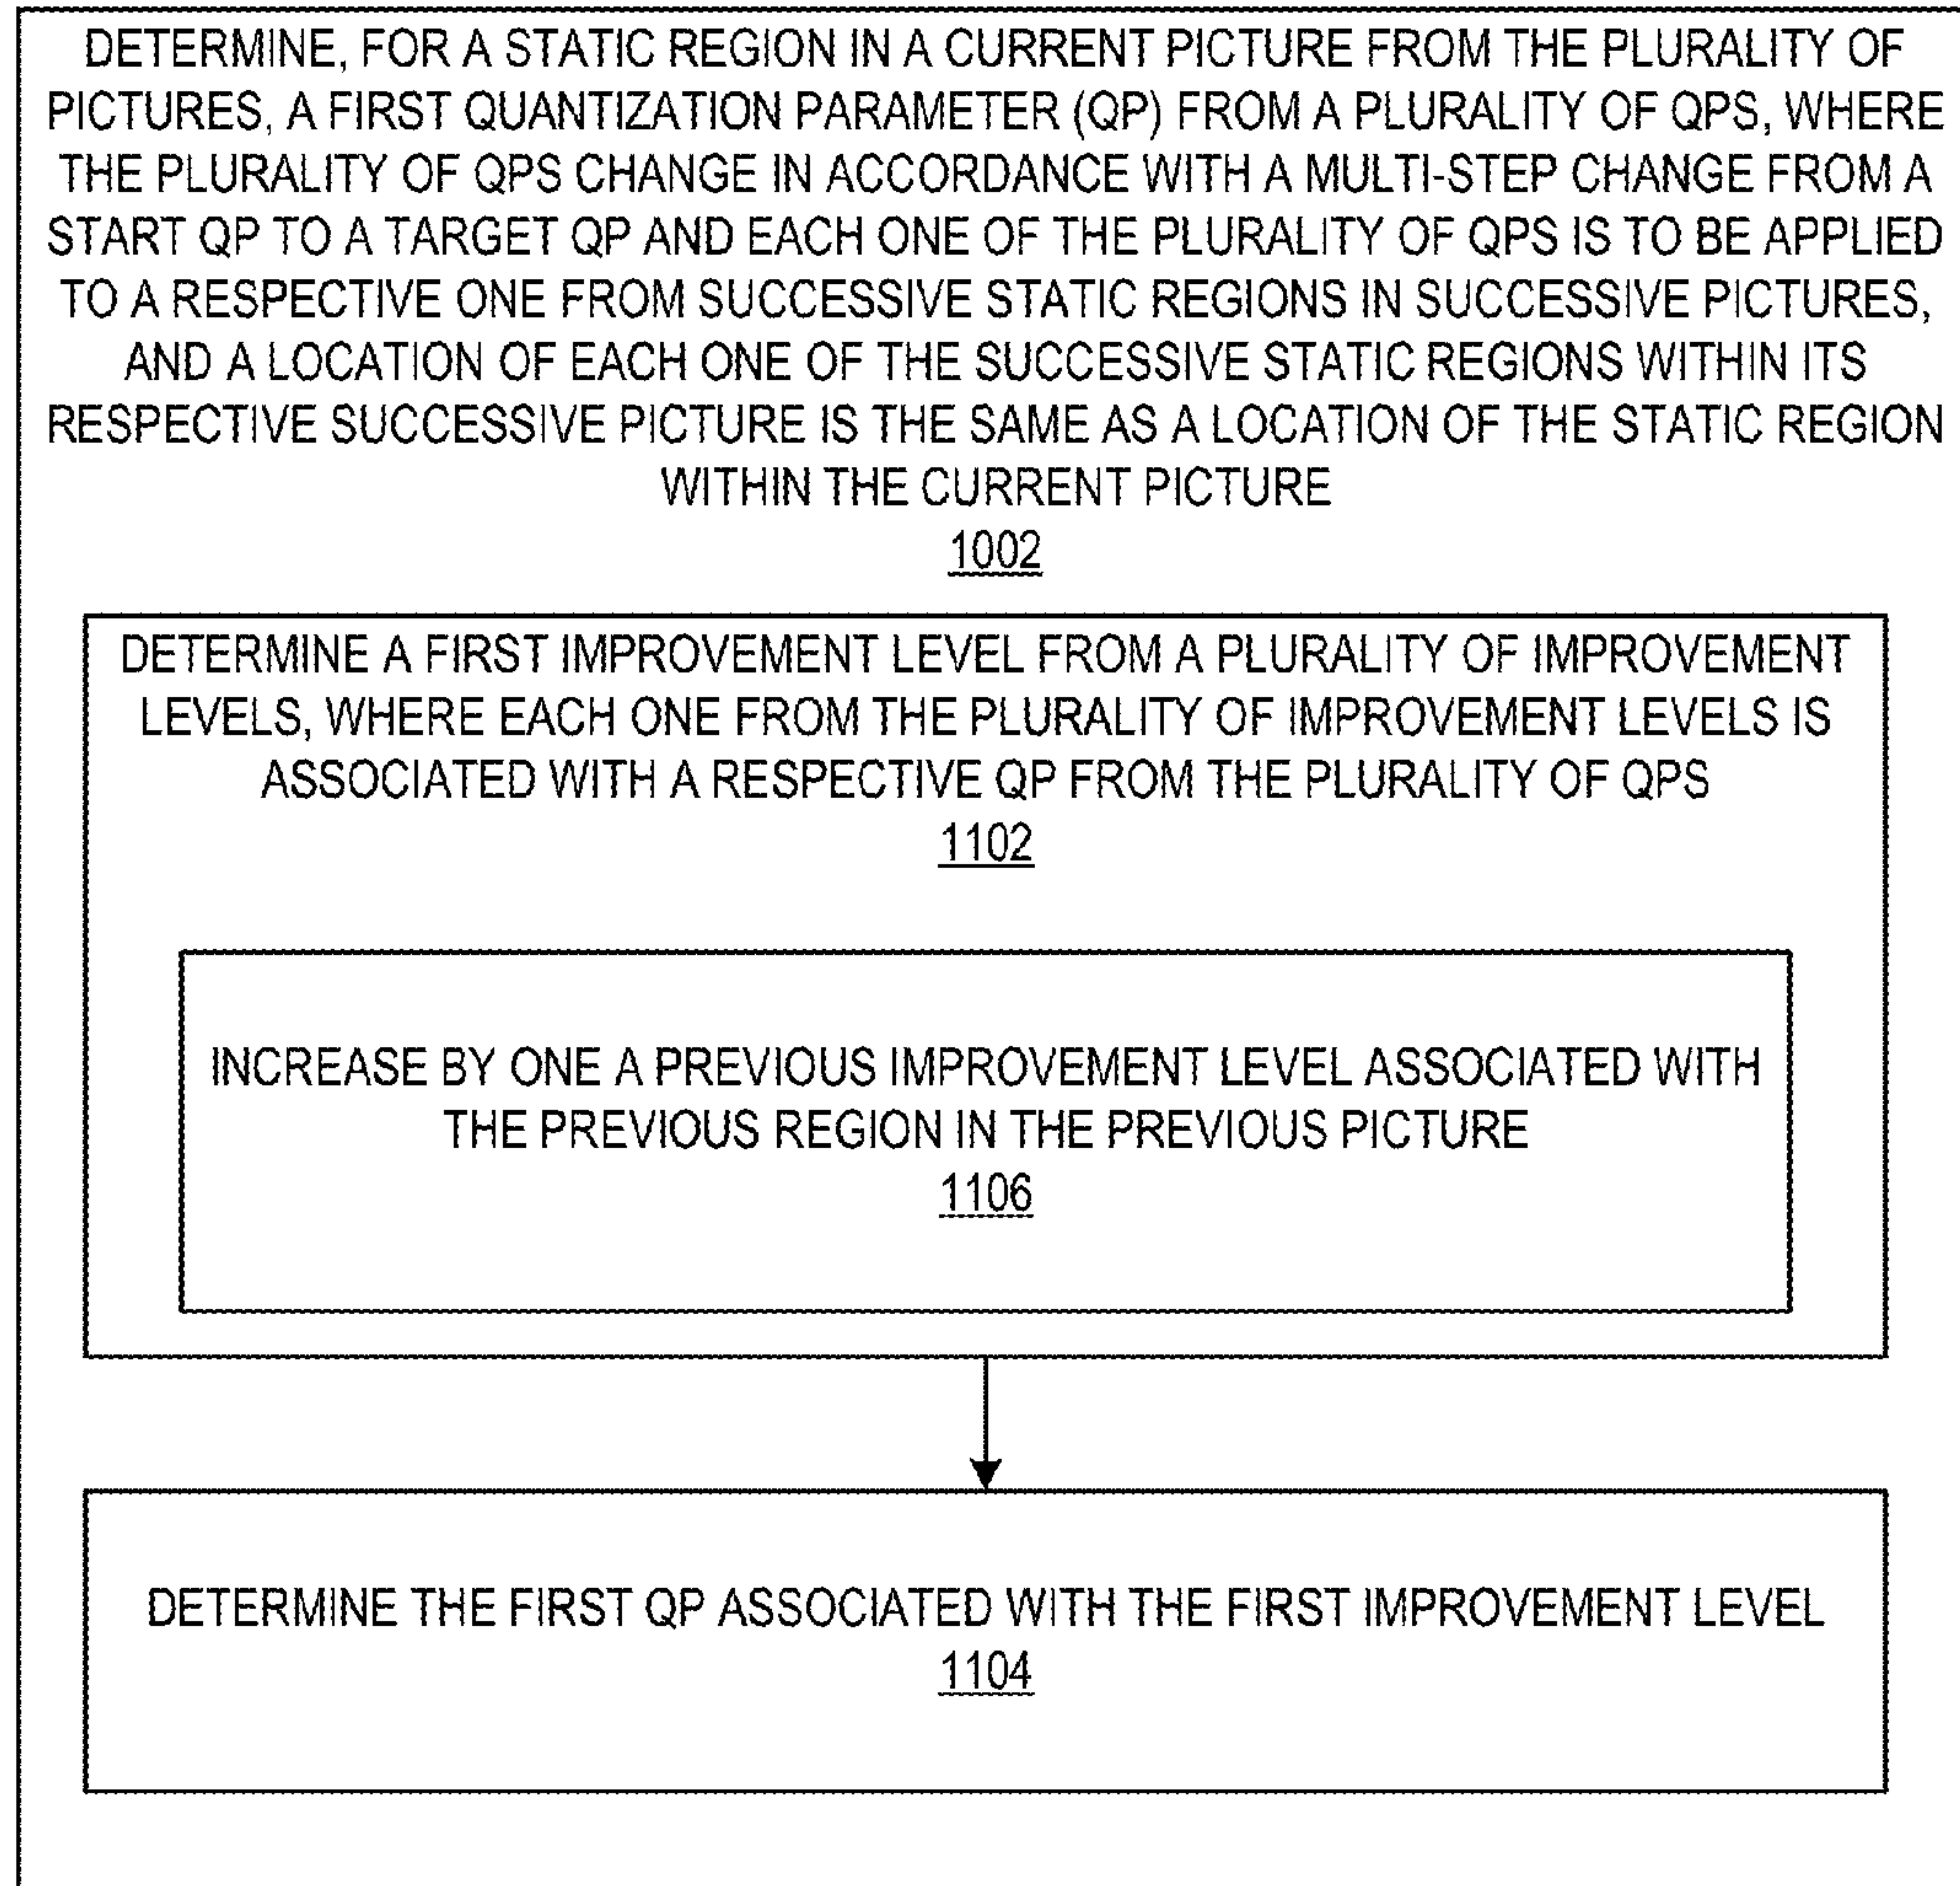 DETERMINE, FOR A STATIC REGION IN A CURRENT PICTURE FROM THE PLURALITY OF
PICTURES, A FIRST QUANTIZATION PARAMETER (QP) FROM A PLURALITY OF QPS, WHERE
THE PLURALITY OF QPS CHANGE IN ACCORDANCE WITH A MULTI-STEP CHANGE FROM A
START QP TO A TARGET QP AND EACH ONE OF THE PLURALITY OF QPS IS TO BE APPLIED
TO A RESPECTIVE ONE FROM SUCCESSIVE STATIC REGIONS IN SUCCESSIVE PICTURES,
AND A LOCATION OF EACH ONE OF THE SUCCESSIVE STATIC REGIONS WITHIN ITS
RESPECTIVE SUCCESSIVE PICTURE IS THE SAME AS A LOCATION OF THE STATIC REGION
WITHIN THE CURRENT PICTURE
1002
DETERMINE A FIRST IMPROVEMENT LEVEL FROM A PLURALITY OF IMPROVEMENT
LEVELS, WHERE EACH ONE FROM THE PLURALITY OF IMPROVEMENT LEVELS IS
ASSOCIATED WITH A RESPECTIVE QP FROM THE PLURALITY OF QPS
1102
INCREASE BY ONE A PREVIOUS IMPROVEMENT LEVEL ASSOCIATED WITH
THE PREVIOUS REGION IN THE PREVIOUS PICTURE
1106
DETERMINE THE FIRST QP ASSOCIATED WITH THE FIRST IMPROVEMENT LEVEL
1104